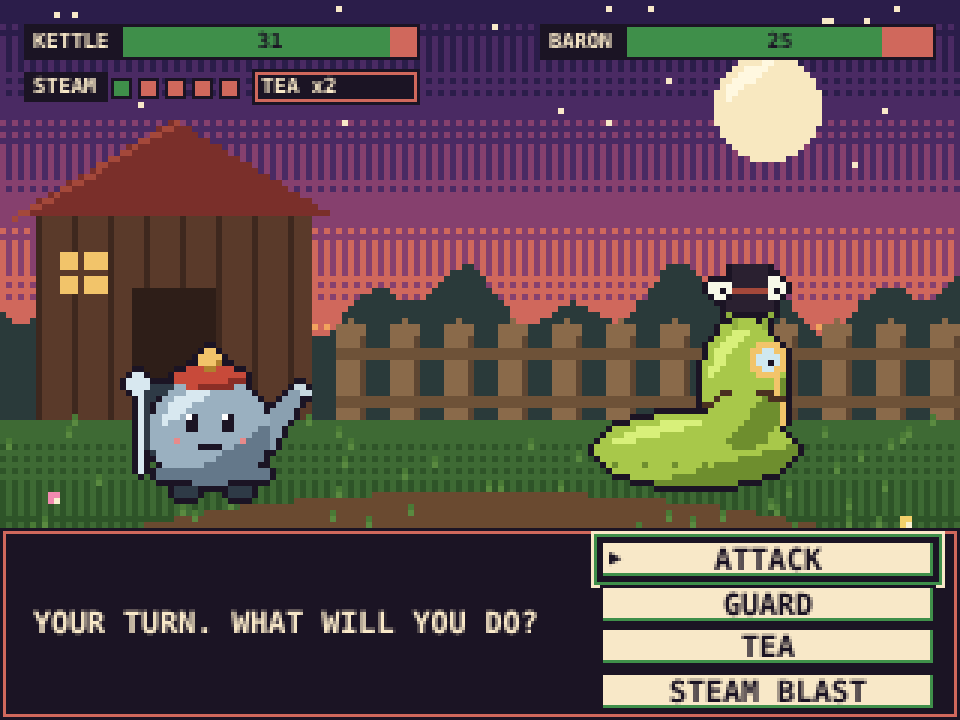 KETTLE 31
BARON 25
STEAM
TEA x2
YOUR TURN. WHAT WILL YOU DO?
ATTACK
GUARD
TEA
STEAM BLAST